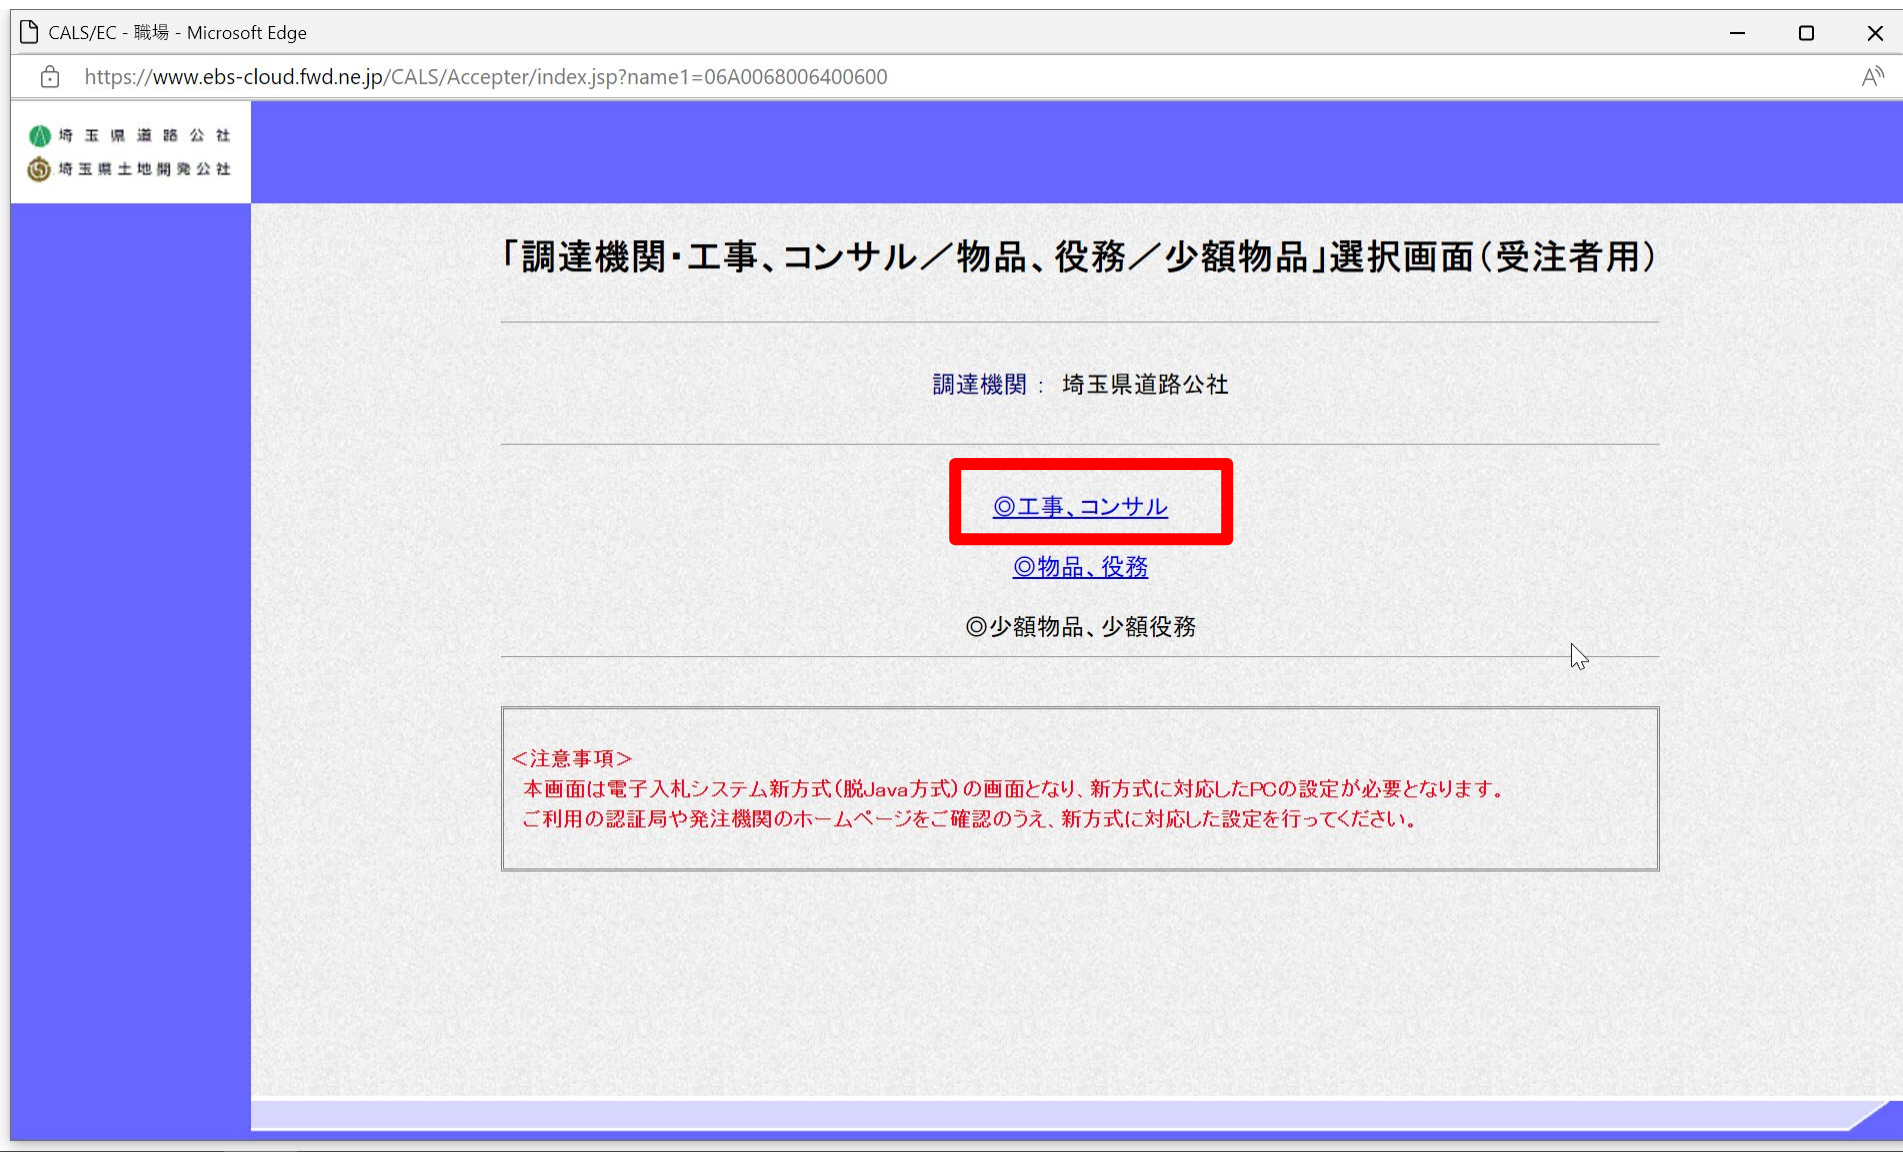 CALS/EC - 職場 - Microsoft Edge
https://www.ebs-cloud.fwd.ne.jp/CALS/Accepter/index.jsp?name1=06A0068006400600
埼玉県道路公社
埼玉県土地開発公社
「調達機関・工事、コンサル／物品、役務／少額物品」選択画面（受注者用）
調達機関： 埼玉県道路公社
◎工事、コンサル
◎物品、役務
◎少額物品、少額役務
＜注意事項＞
本画面は電子入札システム新方式（脱Java方式）の画面となり、新方式に対応したPCの設定が必要となります。
ご利用の認証局や発注機関のホームページをご確認のうえ、新方式に対応した設定を行ってください。